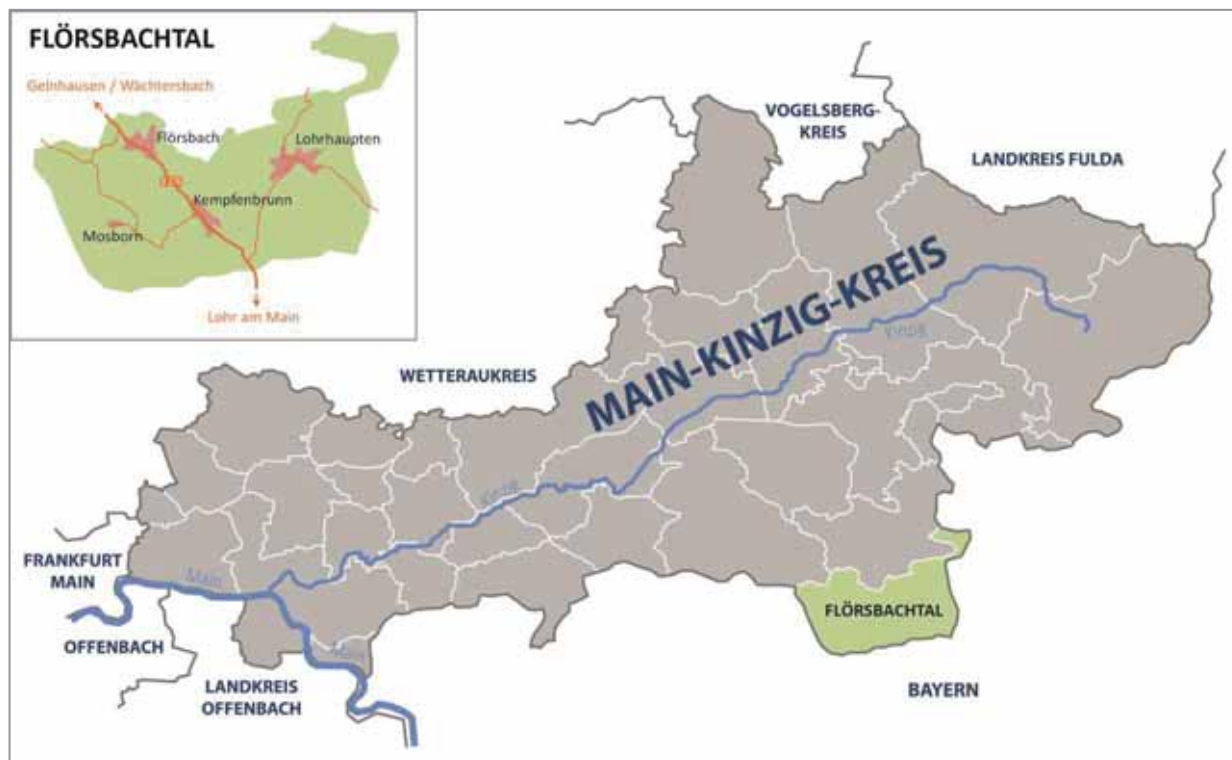 FLÖRSBACHTAL
Gelnhausen / Wächtersbach
Flörsbach
Lohrhaupten
Kempfenbrunn
Mosborn
Lohr am Main
VOGELSBERG-
KREIS
LANDKREIS FULDA
MAIN-KINZIG-KREIS
Kinzig
WETTERAUKREIS
Kinzig
FRANKFURT
MAIN
Main
FLÖRSBACHTAL
OFFENBACH
Main
LANDKREIS
OFFENBACH
BAYERN